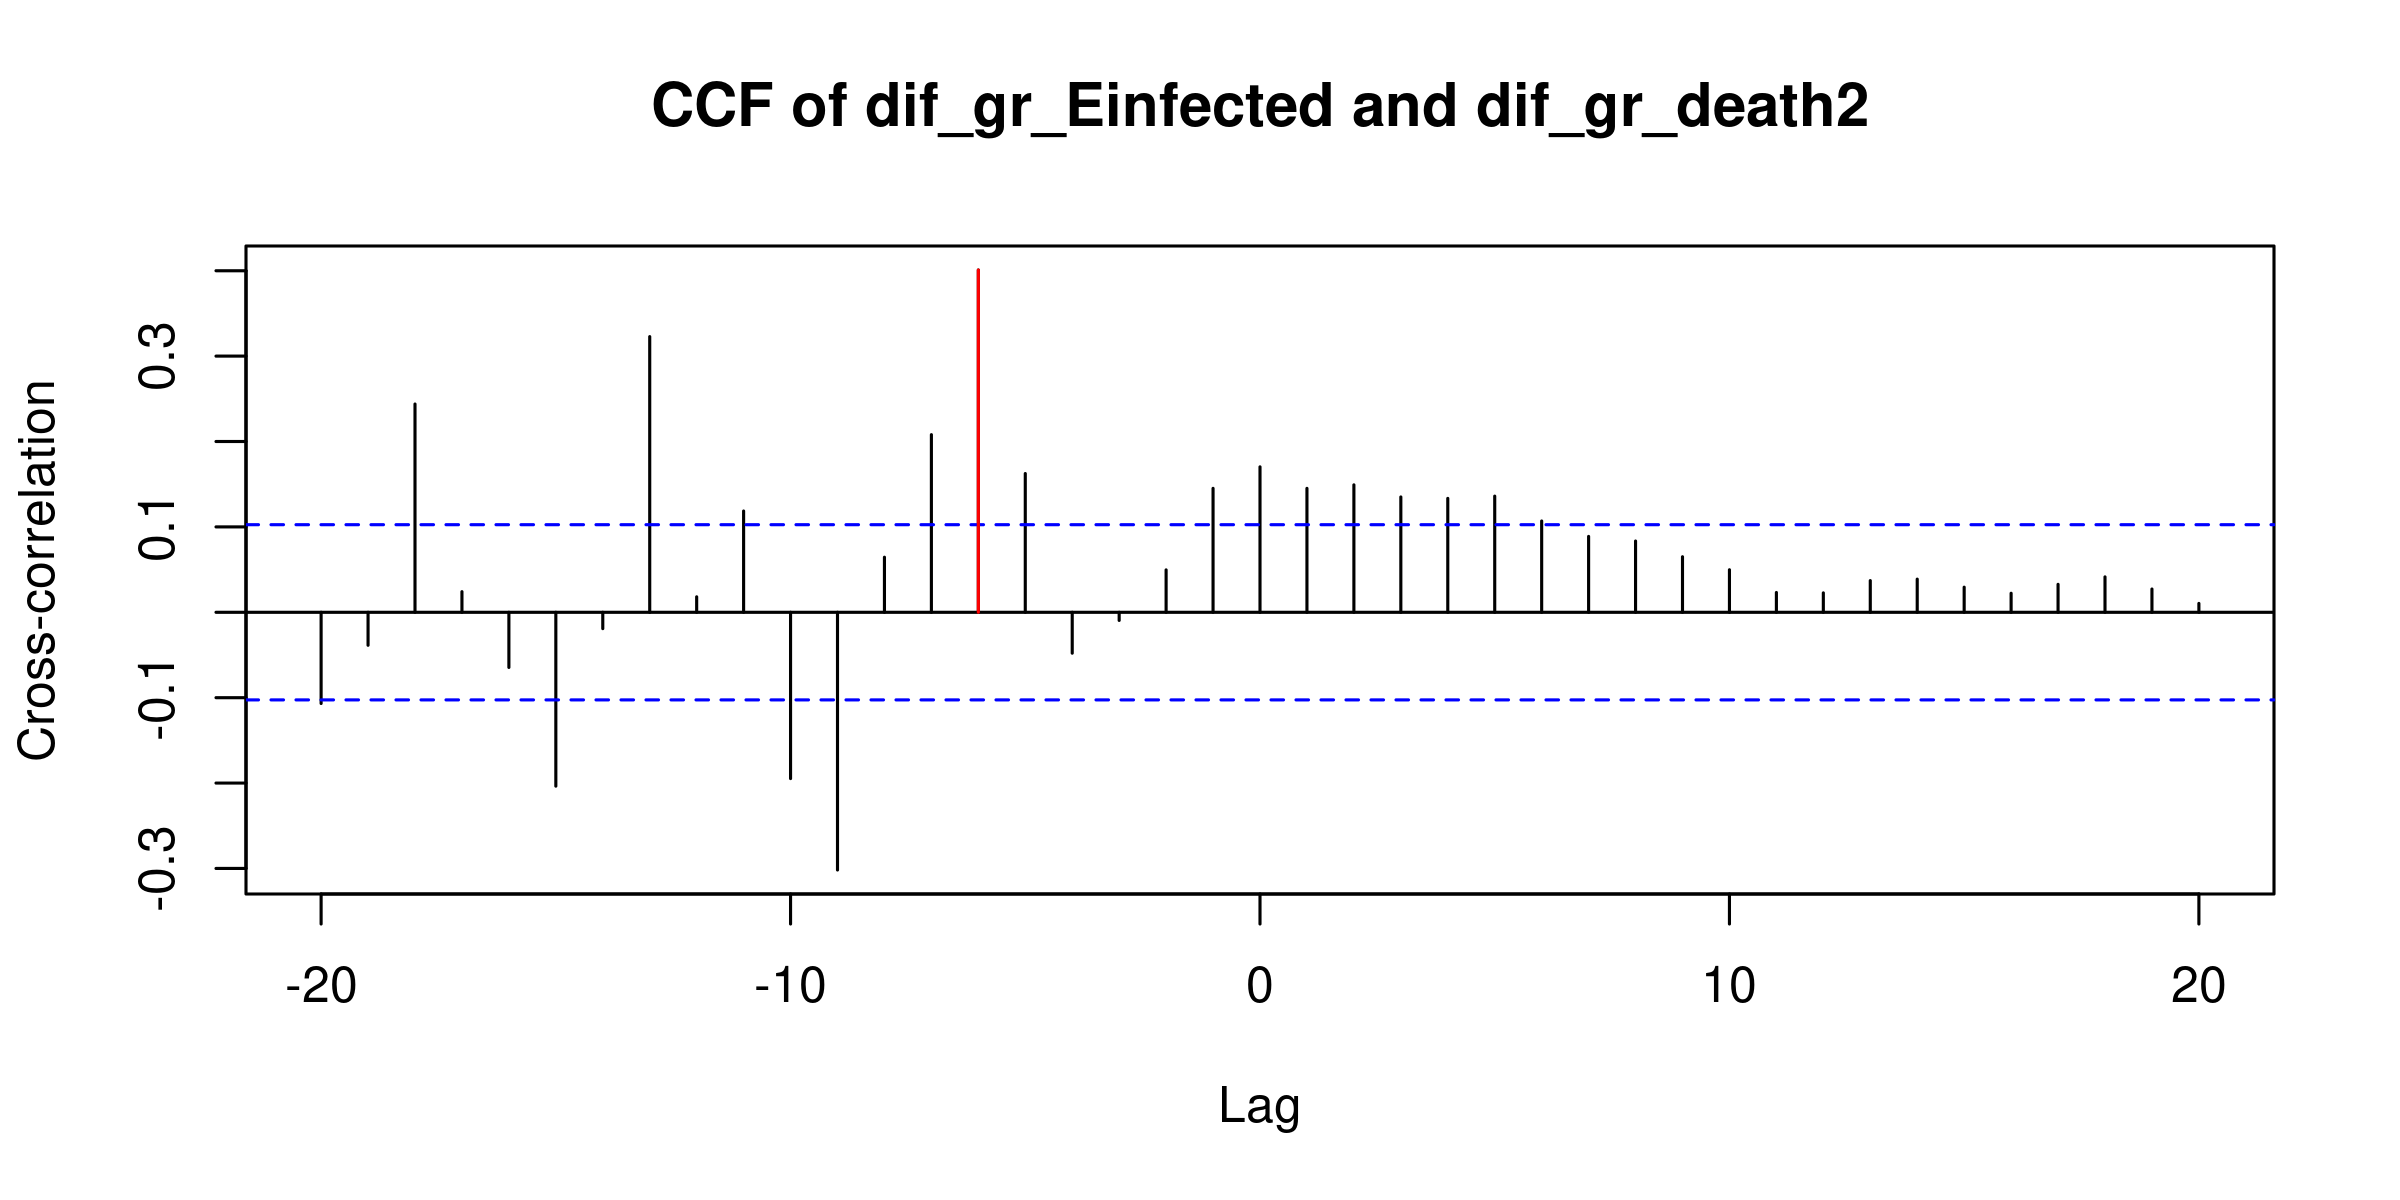 CCF of dif_gr_Einfected and dif_gr_death2
Cross-correlation
0.3
0.1
-0.1
-0.3
-20 -10 0 10 20
Lag